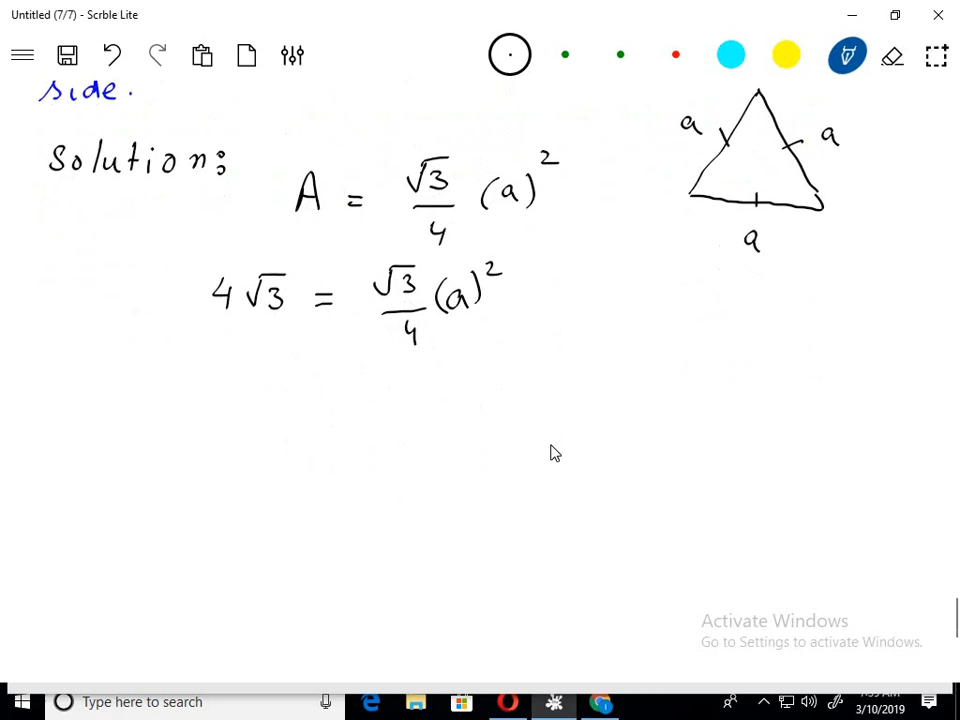 Untitled (7/7) - Scrble Lite
side.
Solution:
A = √3/4 (a)²
4√3 = √3/4 (a)²
a
a
a
Activate Windows
Go to Settings to activate Windows.
Type here to search
3/10/2019